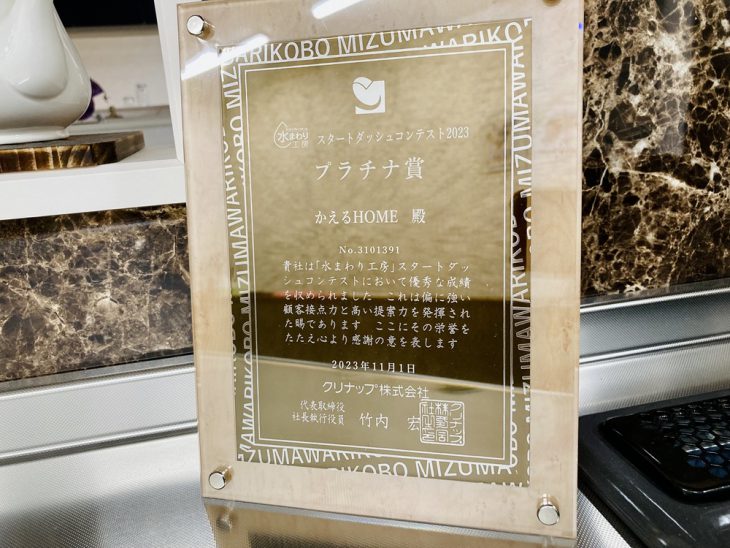 UARIKOBO MIZUMAWARIKO
水まわり工房
スタートダッシュコンテスト2023
プラチナ賞
かえるHOME 殿
No.3101391
貴社は「水まわり工房」スタートダッ
シュコンテストにおいて優秀な成績
を収められました これは偏に強い
顧客接点力と高い提案力を発揮され
た賜であります ここにその栄誉を
たたえ心より感謝の意を表します
2023年11月1日
クリナップ株式会社
代表取締役
社長執行役員 竹内 宏
IZUMAWARIKOBO MIZUMAWARIKOBO
IKOBO MIZUM